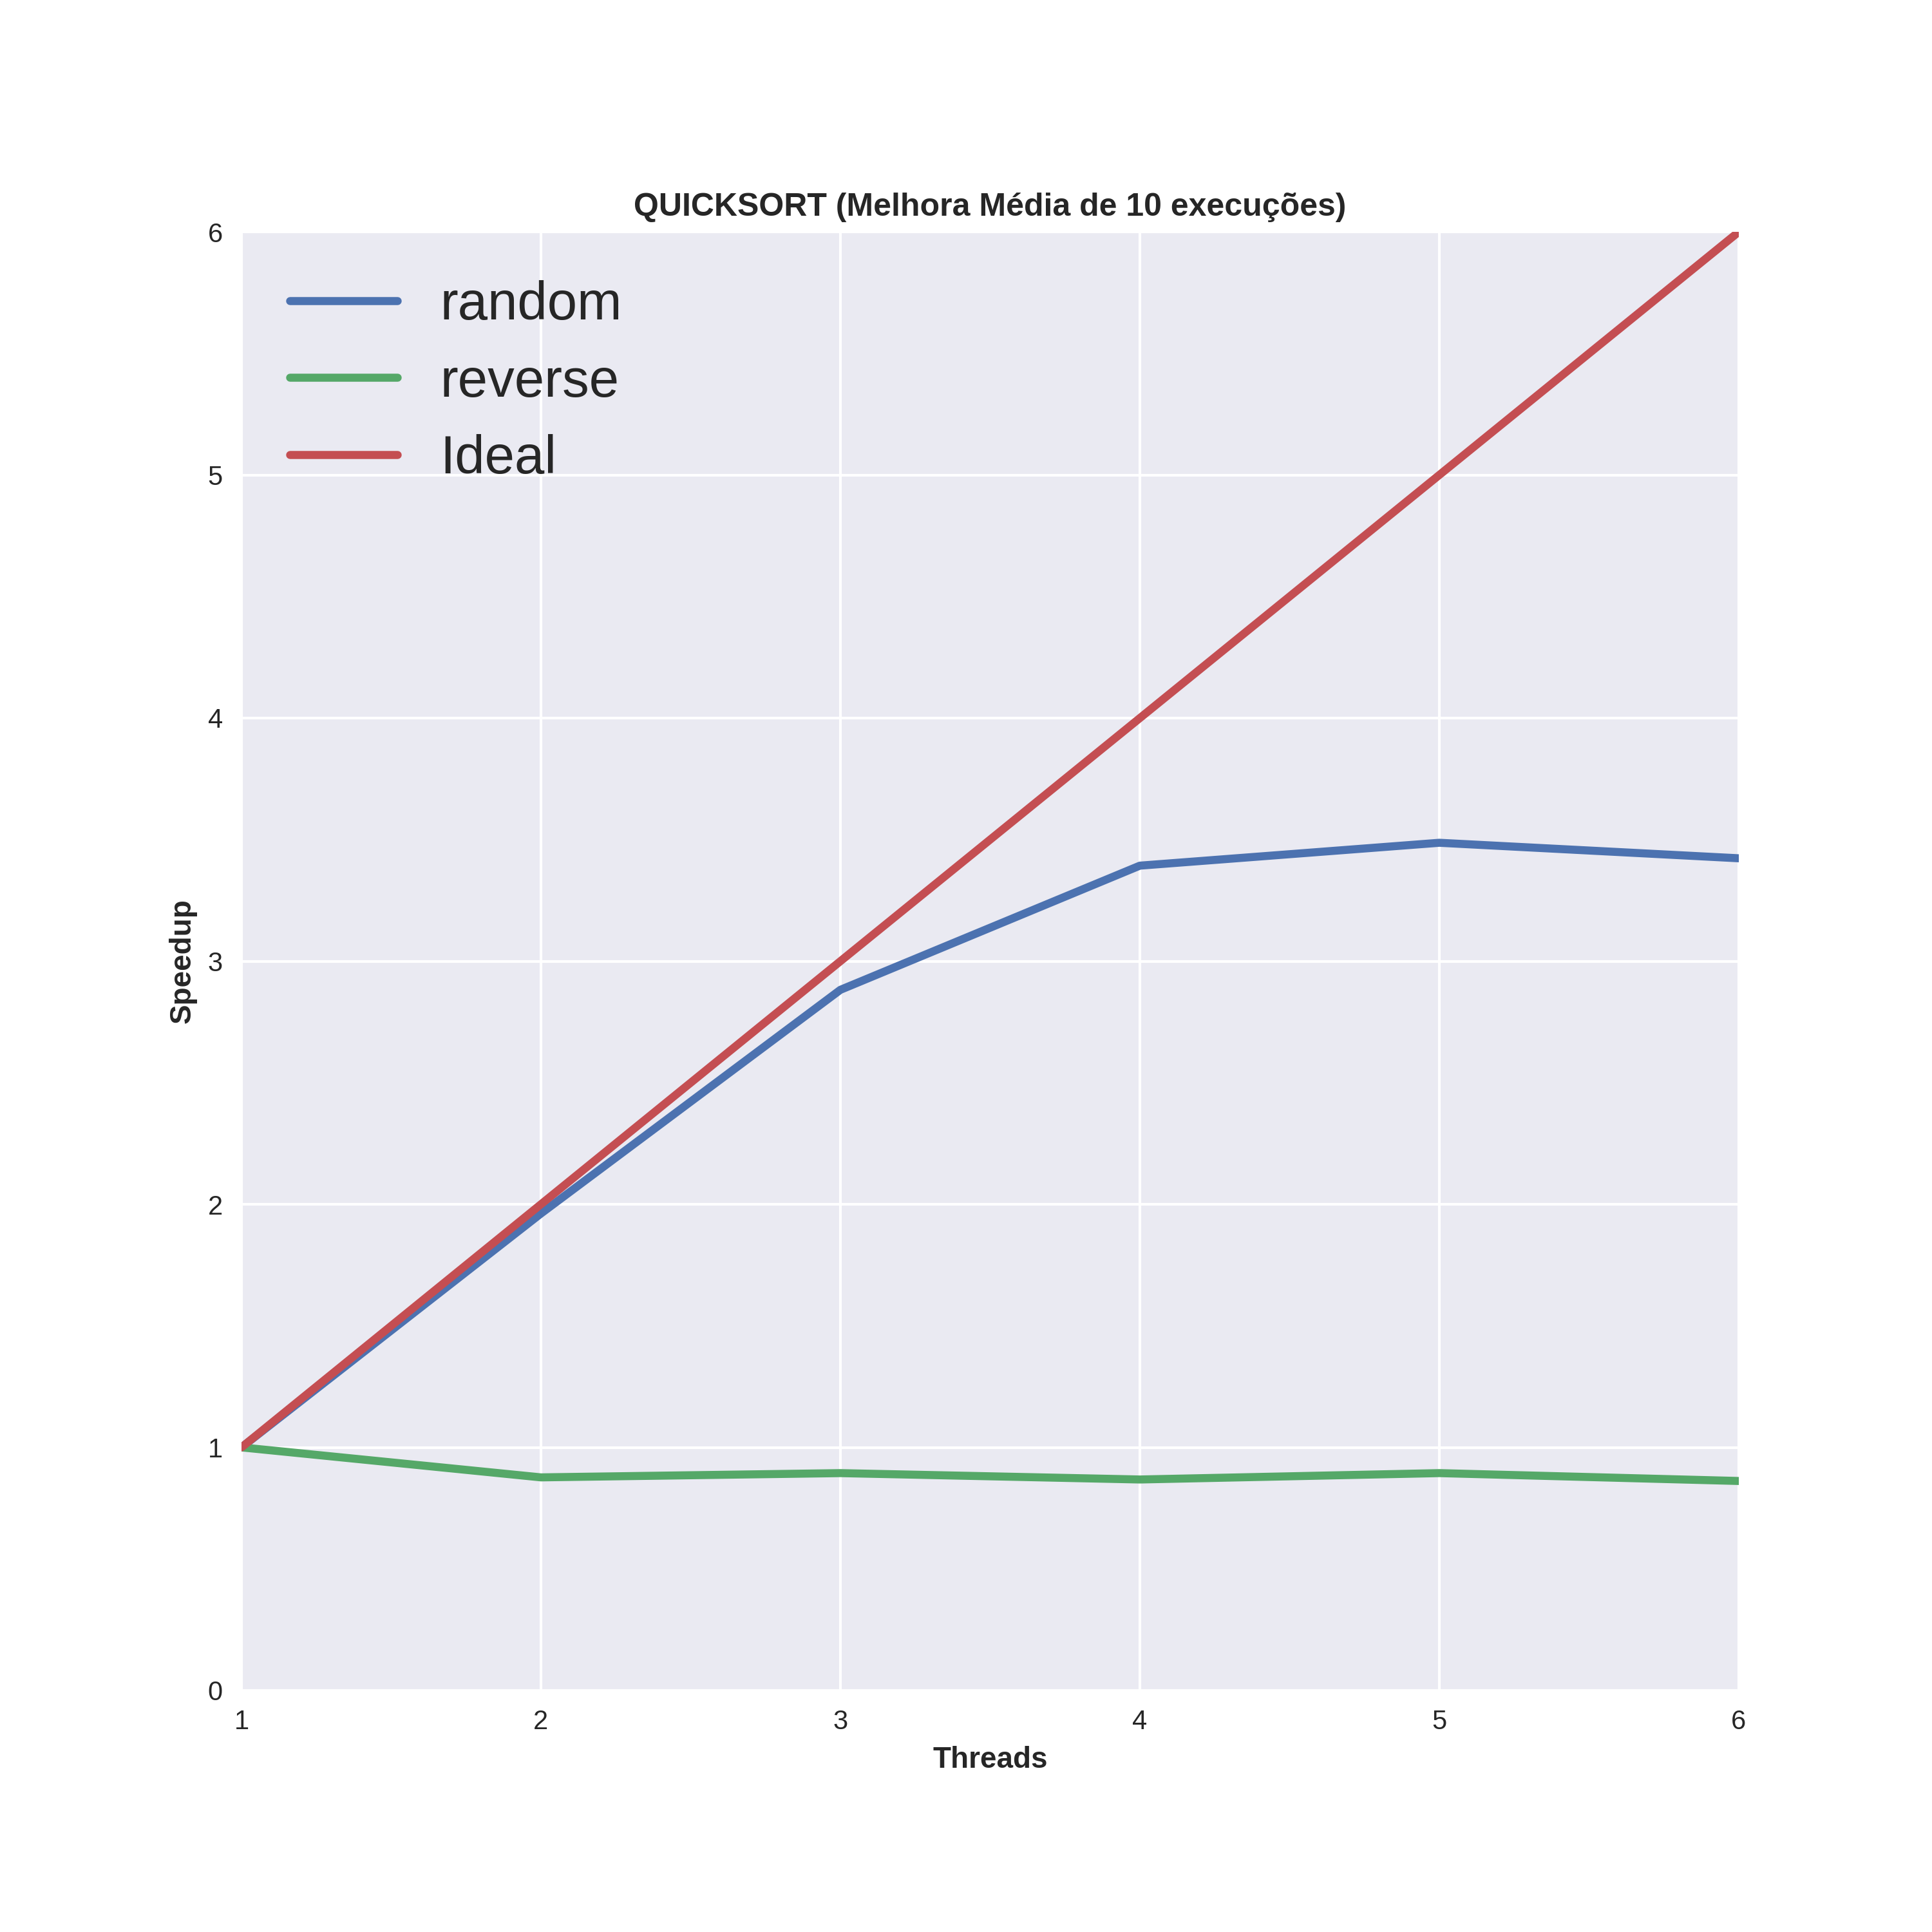 QUICKSORT (Melhora Média de 10 execuções)
random
reverse
Ideal
6
5
4
3
2
1
0
Speedup
1 2 3 4 5 6
Threads